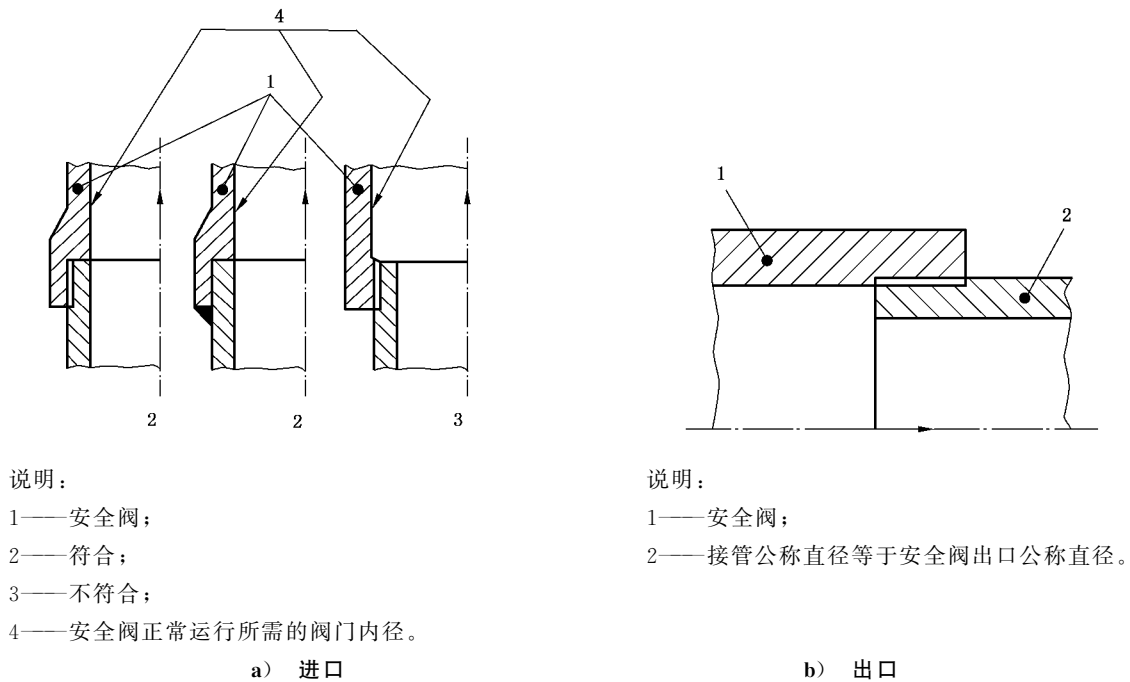 4
1
2
2
3
说明：
1——安全阀；
2——符合；
3——不符合；
4——安全阀正常运行所需的阀门内径。
a） 进口
1
2
说明：
1——安全阀；
2——接管公称直径等于安全阀出口公称直径。
b） 出口